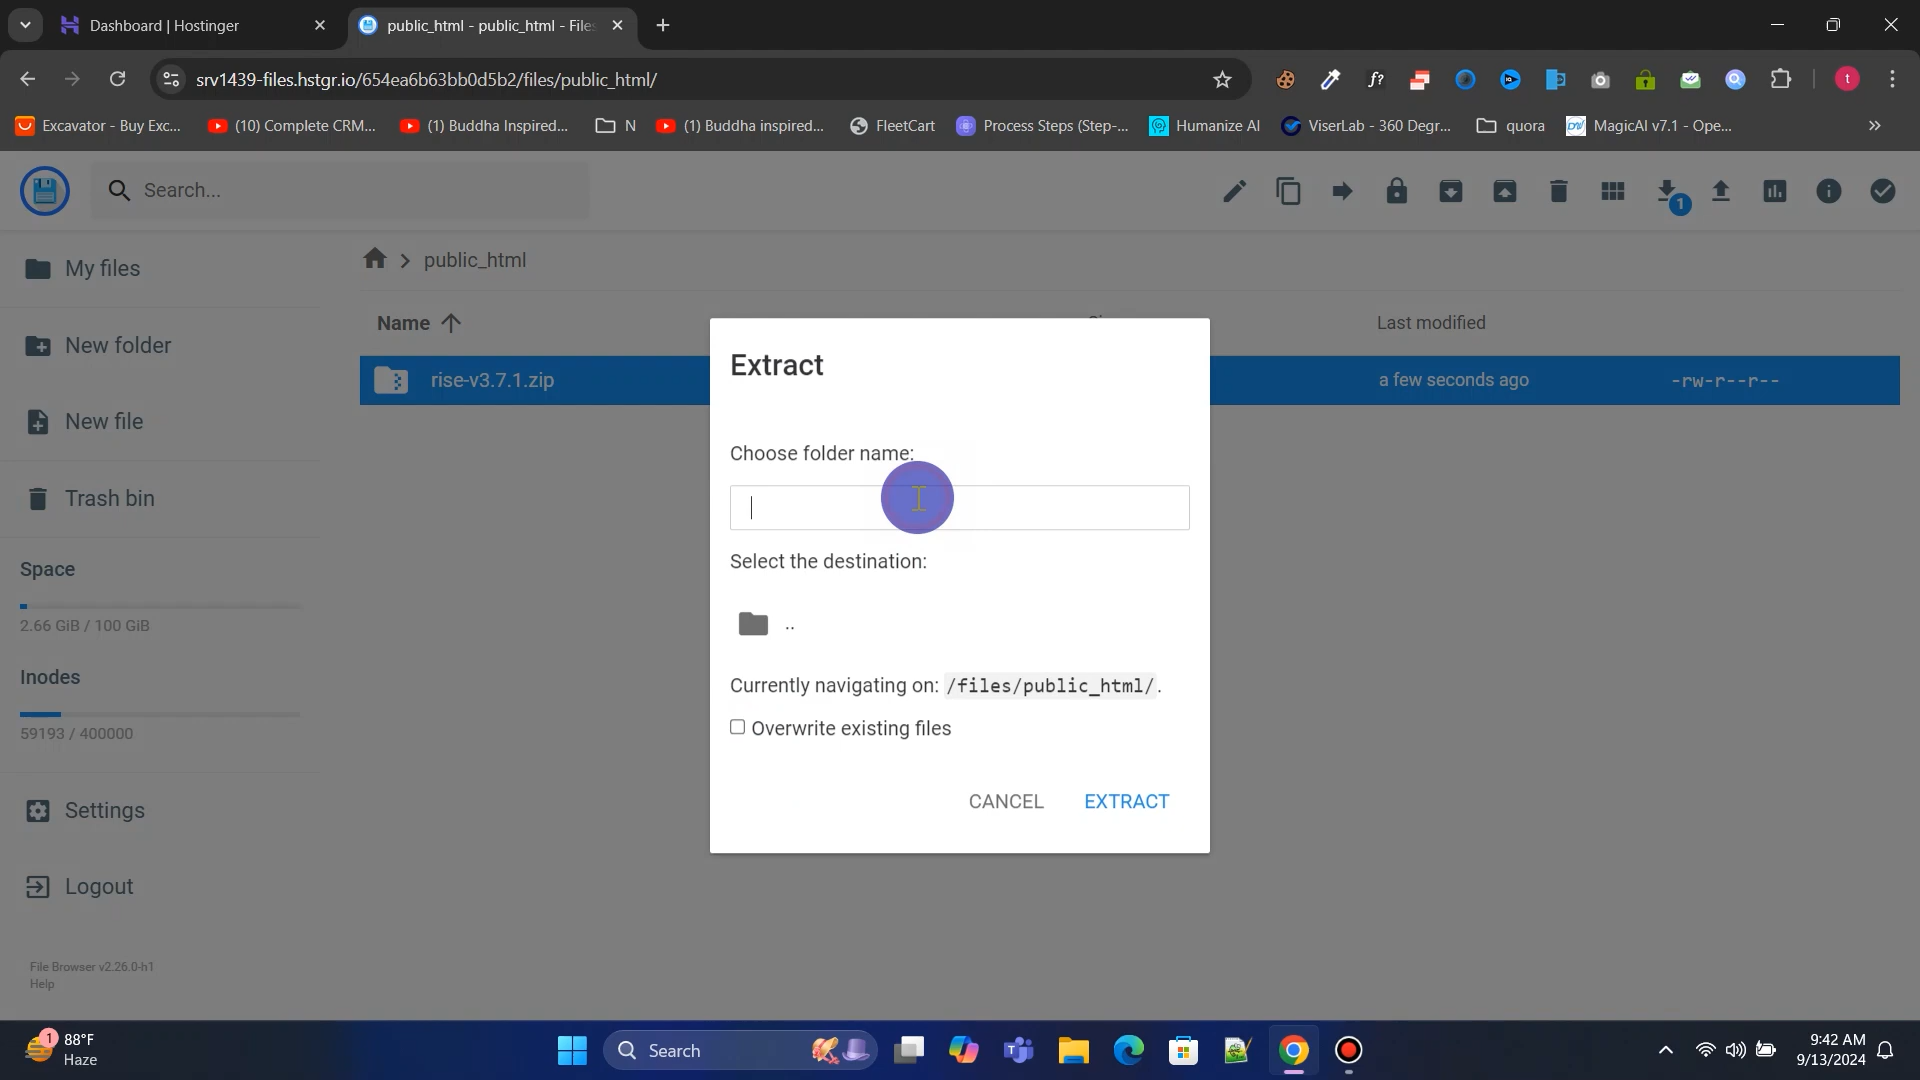 Dashboard | Hostinger
public_html - public_html - File
srv1439-files.hstgr.io/654ea6b63bb0d5b2/files/public_html/
Excavator - Buy Exc...
(10) Complete CRM...
(1) Buddha Inspired...
N
(1) Buddha inspired...
FleetCart
Process Steps (Step-...
Humanize AI
ViserLab - 360 Degr...
quora
MagicAI v7.1 - Ope...
Search...
1
My files
New folder
New file
Trash bin
Space
2.66 GiB / 100 GiB
Inodes
59193 / 400000
Settings
Logout
File Browser v2.26.0-h1
Help
public_html
Name
Last modified
rise-v3.7.1.zip
a few seconds ago
-rw-r--r--
Extract
Choose folder name:
Select the destination:
..
Currently navigating on: /files/public_html/.
Overwrite existing files
CANCEL
EXTRACT
1
88°F
Haze
Search
9:42 AM
9/13/2024